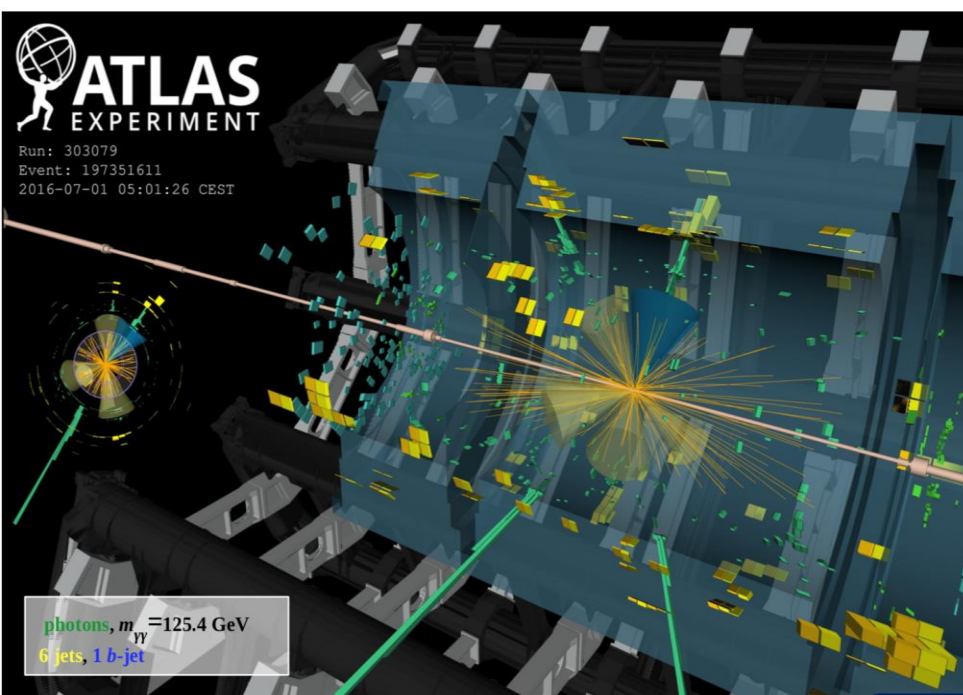 ATLAS
EXPERIMENT
Run: 303079
Event: 197351611
2016-07-01 05:01:26 CEST
photons, mγγ=125.4 GeV
6 jets, 1 b-jet